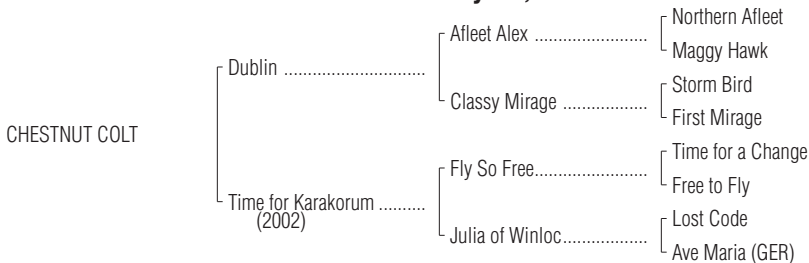 Northern Afleet
Afleet Alex ..........................
Maggy Hawk
Dublin ................................
Storm Bird
Classy Mirage ...................
First Mirage
CHESTNUT COLT
Time for a Change
Fly So Free.........................
Free to Fly
Time for Karakorum ..........
(2002)
Lost Code
Julia of Winloc...................
Ave Maria (GER)